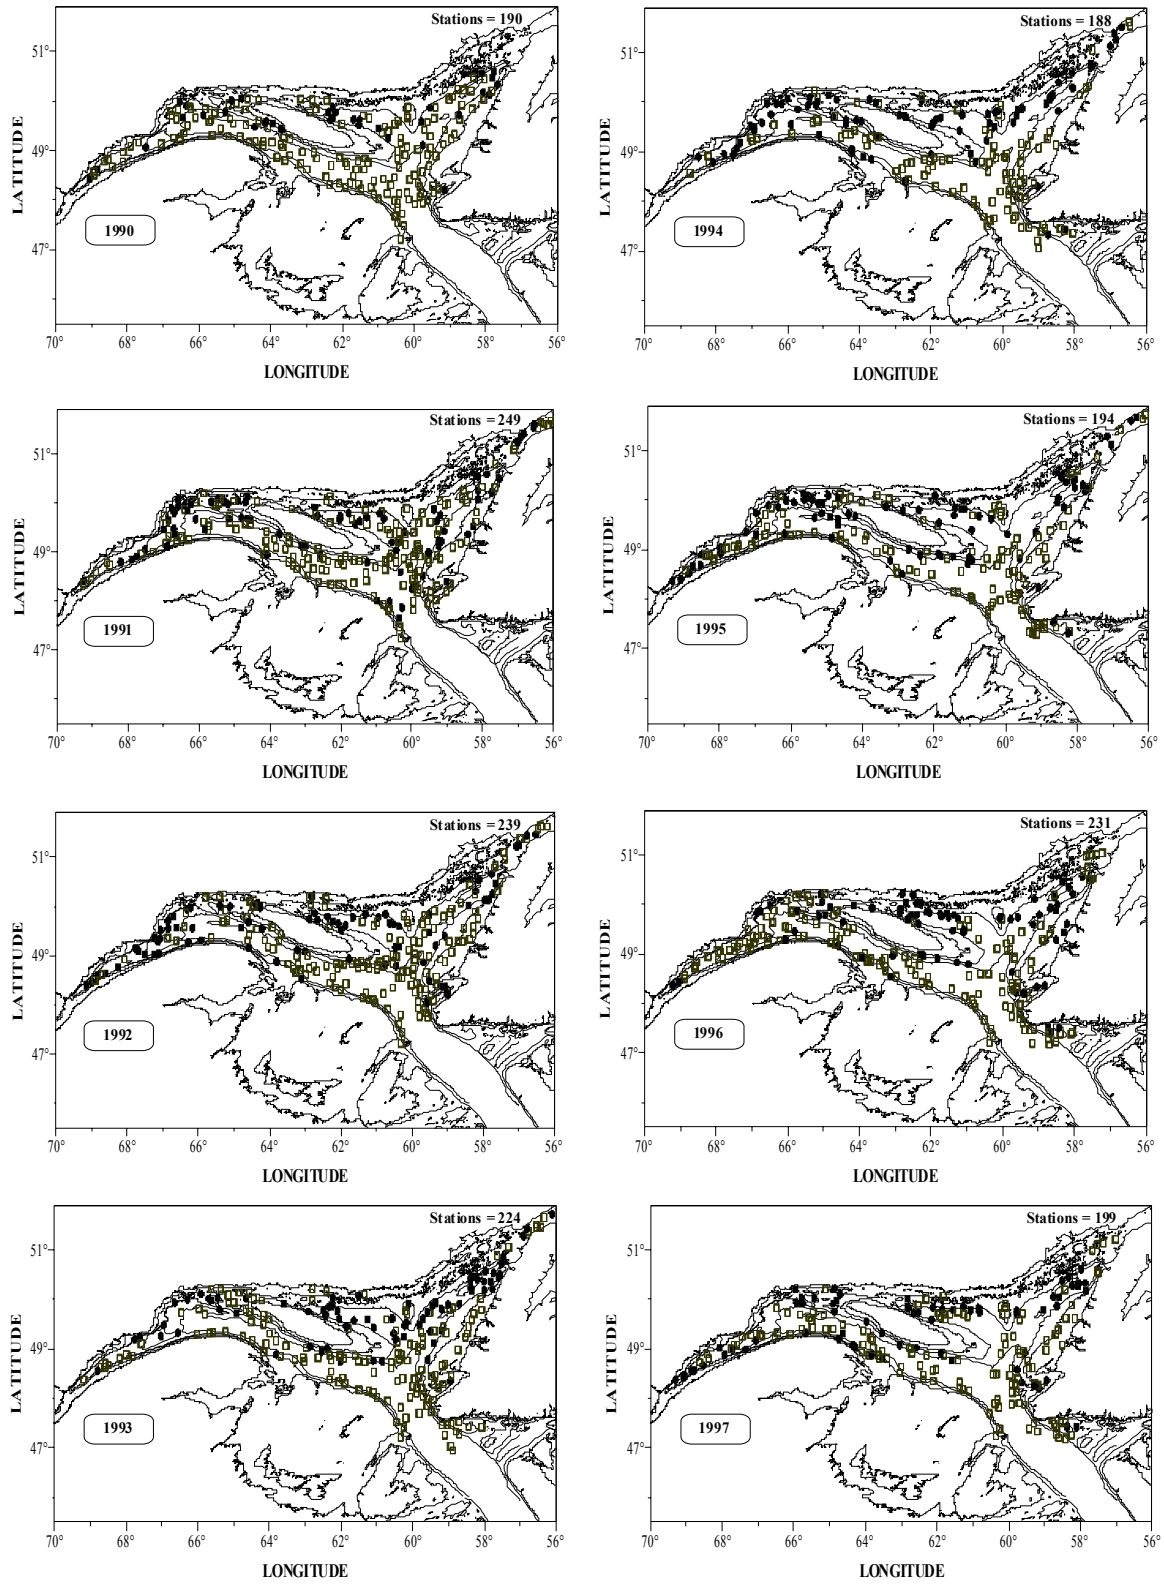 Stations = 190
51°
49°
47°
LATITUDE
1990
70° 68° 66° 64° 62° 60° 58° 56°
LONGITUDE
Stations = 188
51°
49°
47°
LATITUDE
1994
70° 68° 66° 64° 62° 60° 58° 56°
LONGITUDE
Stations = 249
51°
49°
47°
LATITUDE
1991
70° 68° 66° 64° 62° 60° 58° 56°
LONGITUDE
Stations = 194
51°
49°
47°
LATITUDE
1995
70° 68° 66° 64° 62° 60° 58° 56°
LONGITUDE
Stations = 239
51°
49°
47°
LATITUDE
1992
70° 68° 66° 64° 62° 60° 58° 56°
LONGITUDE
Stations = 231
51°
49°
47°
LATITUDE
1996
70° 68° 66° 64° 62° 60° 58° 56°
LONGITUDE
Stations = 224
51°
49°
47°
LATITUDE
1993
70° 68° 66° 64° 62° 60° 58° 56°
LONGITUDE
Stations = 199
51°
49°
47°
LATITUDE
1997
70° 68° 66° 64° 62° 60° 58° 56°
LONGITUDE